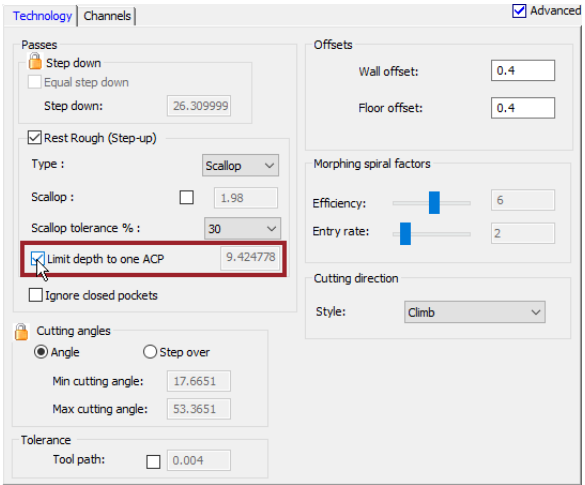 Technology Channels
Advanced
Passes
Step down
Equal step down
Step down: 26.309999
Rest Rough (Step-up)
Type : Scallop
Scallop : 1.98
Scallop tolerance % : 30
Limit depth to one ACP 9.424778
Ignore closed pockets
Cutting angles
Angle Step over
Min cutting angle: 17.6651
Max cutting angle: 53.3651
Tolerance
Tool path: 0.004
Offsets
Wall offset: 0.4
Floor offset: 0.4
Morphing spiral factors
Efficiency: 6
Entry rate: 2
Cutting direction
Style: Climb